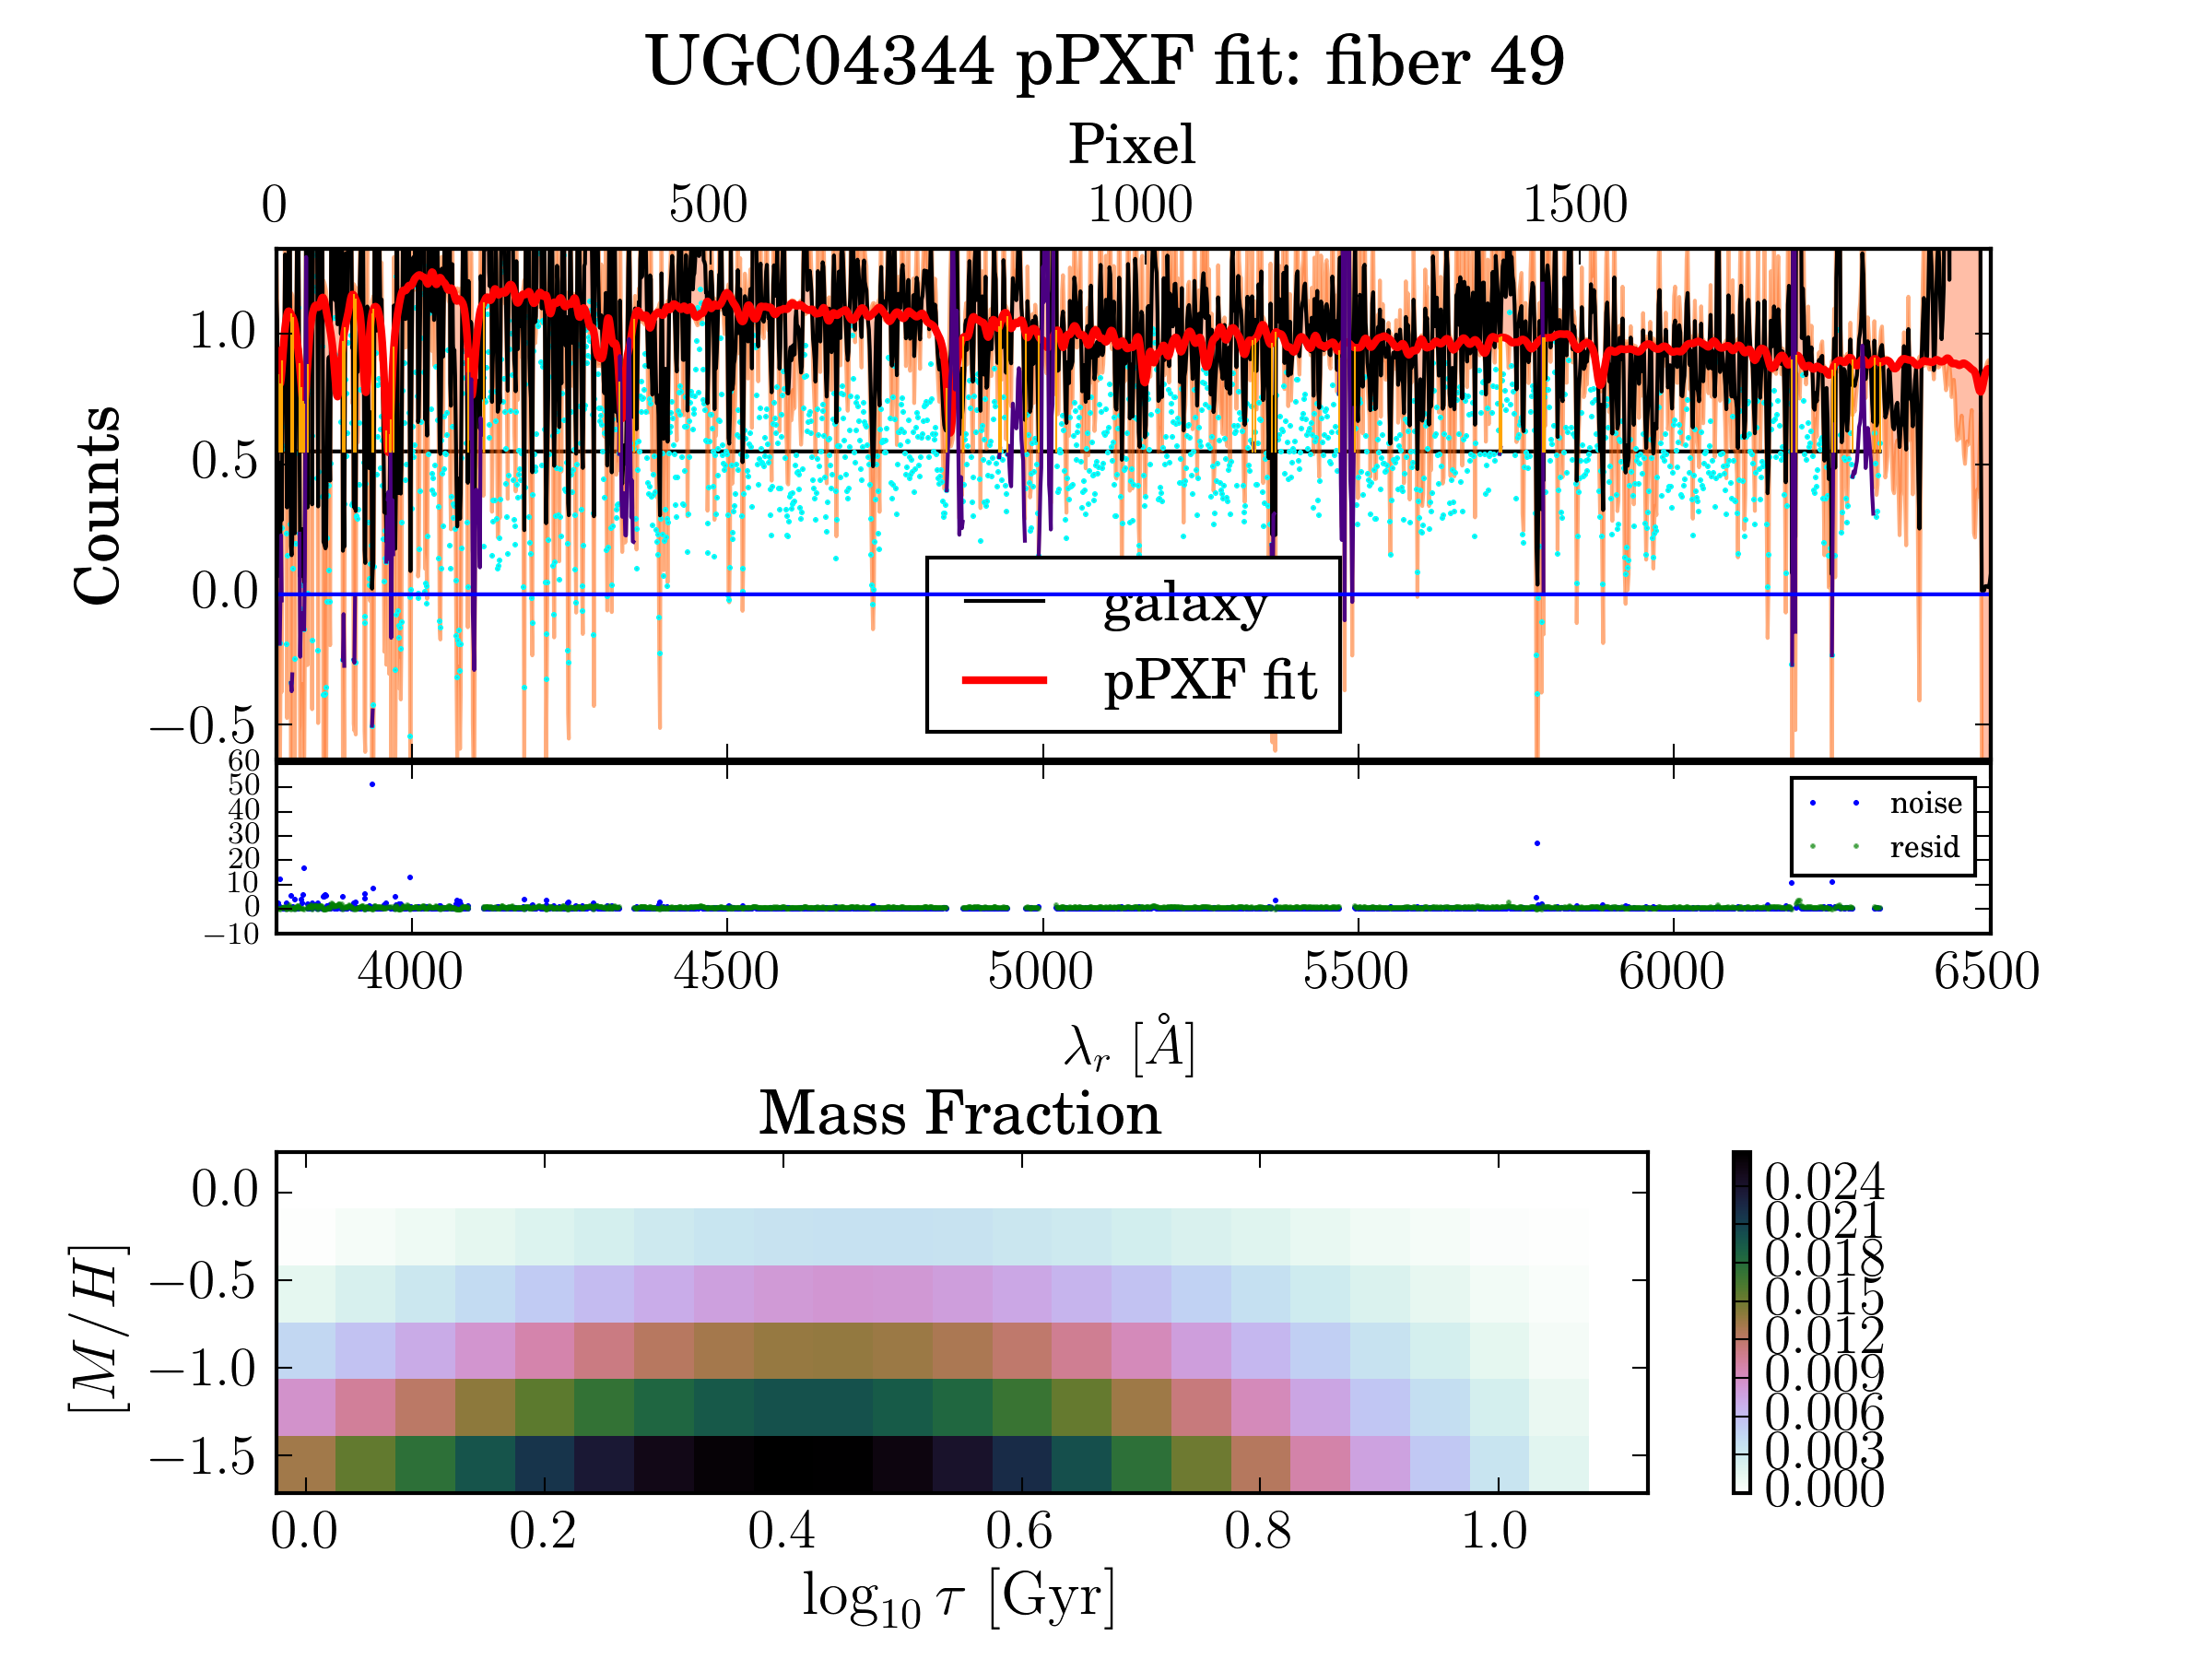 UGC04344 pPXF fit: fiber 49
Pixel
0 500 1000 1500
Counts
1.0
0.5
0.0
−0.5
galaxy
pPXF fit
60
50
40
30
20
10
0
−10
noise
resid
4000 4500 5000 5500 6000 6500
λr [Å]
Mass Fraction
[M/H]
0.0
−0.5
−1.0
−1.5
0.024
0.021
0.018
0.015
0.012
0.009
0.006
0.003
0.000
0.0 0.2 0.4 0.6 0.8 1.0
log10 τ [Gyr]